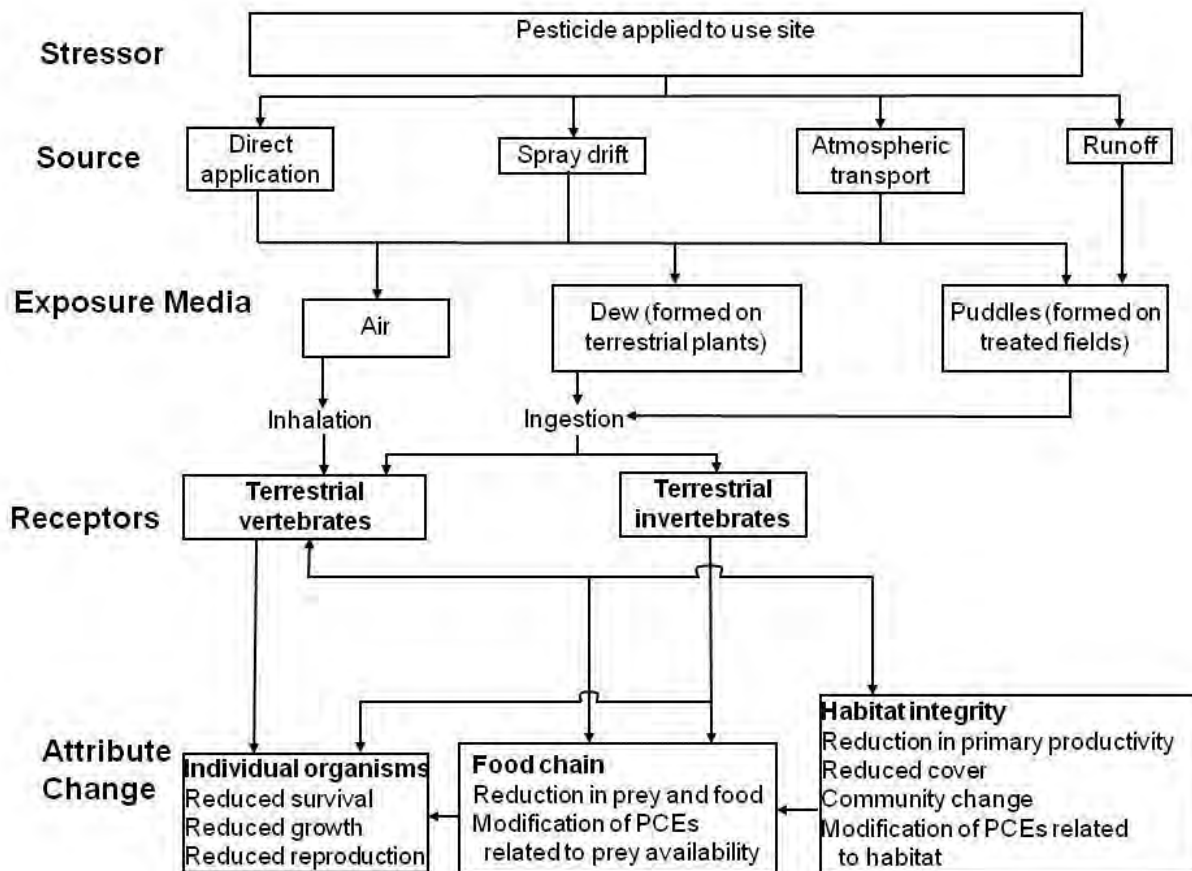 Stressor
Pesticide applied to use site
Source
Direct
application
Spray drift
Atmospheric
transport
Runoff
Exposure Media
Air
Dew (formed on
terrestrial plants)
Puddles (formed on
treated fields)
Inhalation
Ingestion
Receptors
Terrestrial
vertebrates
Terrestrial
invertebrates
Attribute
Change
Individual organisms
Reduced survival
Reduced growth
Reduced reproduction
Food chain
Reduction in prey and food
Modification of PCEs
related to prey availability
Habitat integrity
Reduction in primary productivity
Reduced cover
Community change
Modification of PCEs related
to habitat